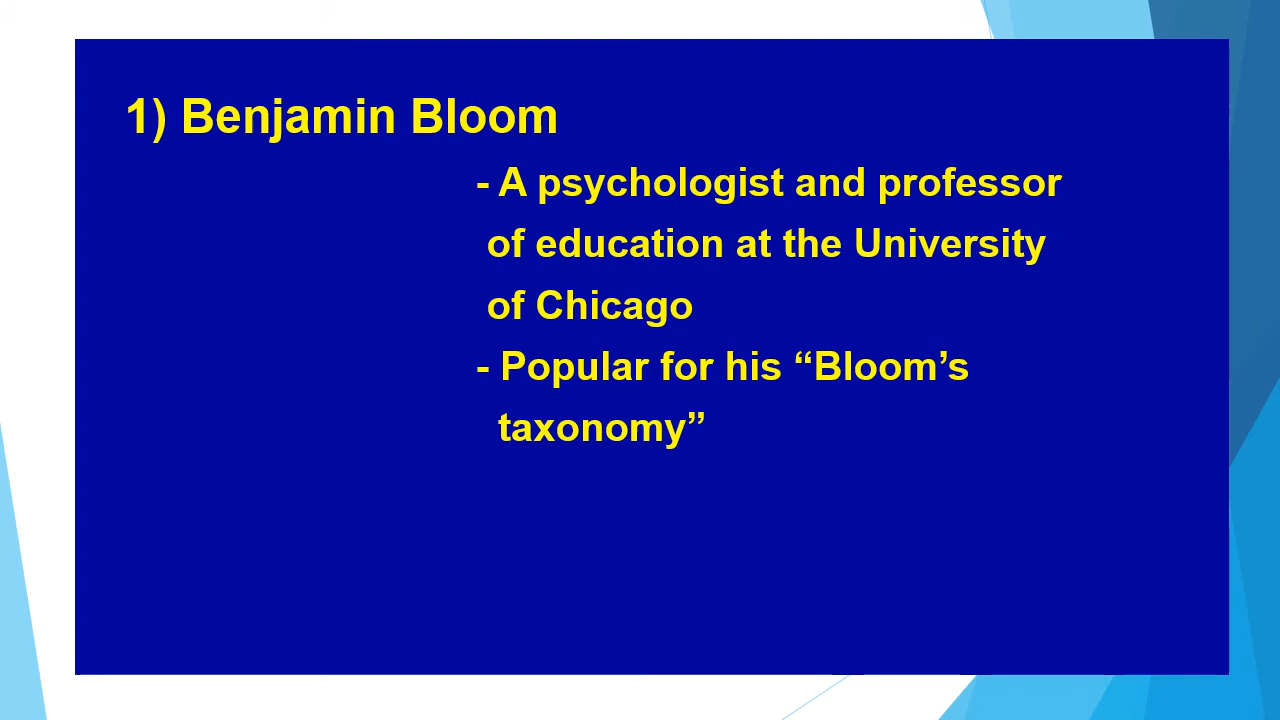 1) Benjamin Bloom
- A psychologist and professor
of education at the University
of Chicago
- Popular for his “Bloom’s
taxonomy”